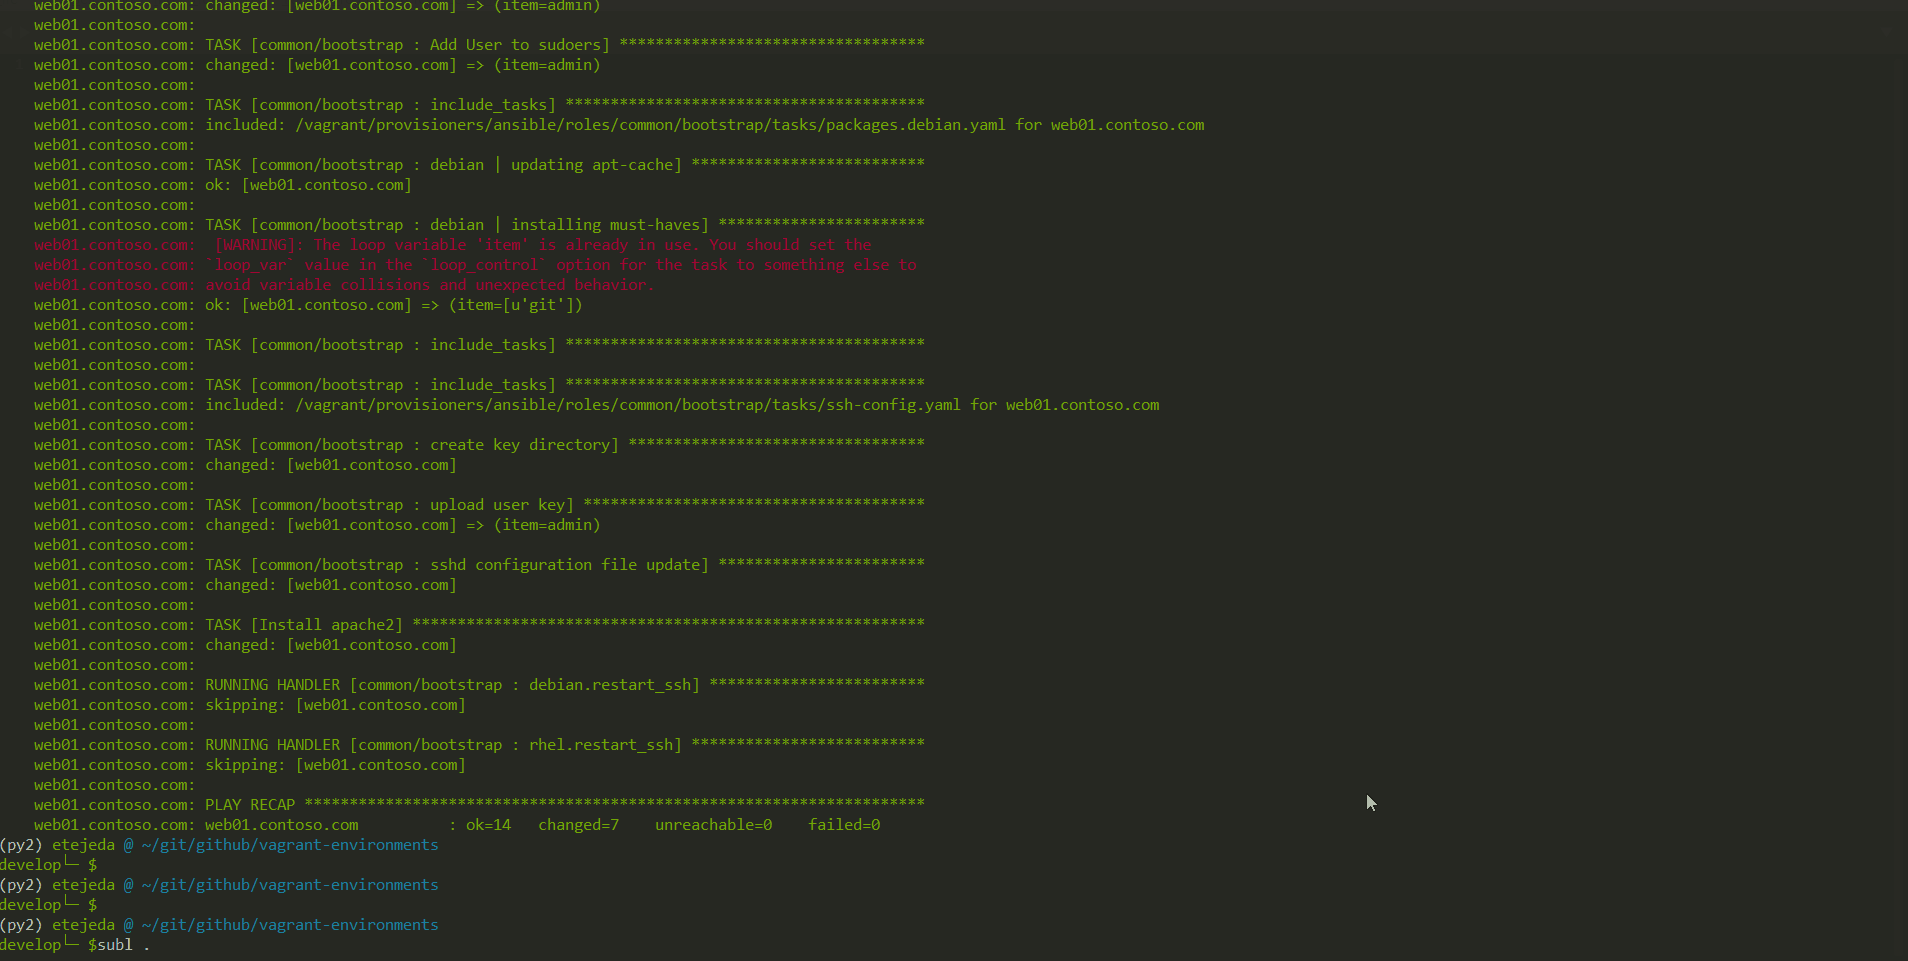 web01.contoso.com: changed: [web01.contoso.com] => (item=admin)
web01.contoso.com:
web01.contoso.com: TASK [common/bootstrap : Add User to sudoers] **********************************
web01.contoso.com: changed: [web01.contoso.com] => (item=admin)
web01.contoso.com:
web01.contoso.com: TASK [common/bootstrap : include_tasks] ****************************************
web01.contoso.com: included: /vagrant/provisioners/ansible/roles/common/bootstrap/tasks/packages.debian.yaml for web01.contoso.com
web01.contoso.com:
web01.contoso.com: TASK [common/bootstrap : debian | updating apt-cache] **************************
web01.contoso.com: ok: [web01.contoso.com]
web01.contoso.com:
web01.contoso.com: TASK [common/bootstrap : debian | installing must-haves] ***********************
web01.contoso.com:  [WARNING]: The loop variable 'item' is already in use. You should set the
web01.contoso.com: `loop_var` value in the `loop_control` option for the task to something else to
web01.contoso.com: avoid variable collisions and unexpected behavior.
web01.contoso.com: ok: [web01.contoso.com] => (item=[u'git'])
web01.contoso.com:
web01.contoso.com: TASK [common/bootstrap : include_tasks] ****************************************
web01.contoso.com:
web01.contoso.com: TASK [common/bootstrap : include_tasks] ****************************************
web01.contoso.com: included: /vagrant/provisioners/ansible/roles/common/bootstrap/tasks/ssh-config.yaml for web01.contoso.com
web01.contoso.com:
web01.contoso.com: TASK [common/bootstrap : create key directory] *********************************
web01.contoso.com: changed: [web01.contoso.com]
web01.contoso.com:
web01.contoso.com: TASK [common/bootstrap : upload user key] **************************************
web01.contoso.com: changed: [web01.contoso.com] => (item=admin)
web01.contoso.com:
web01.contoso.com: TASK [common/bootstrap : sshd configuration file update] ***********************
web01.contoso.com: changed: [web01.contoso.com]
web01.contoso.com:
web01.contoso.com: TASK [Install apache2] *********************************************************
web01.contoso.com: changed: [web01.contoso.com]
web01.contoso.com:
web01.contoso.com: RUNNING HANDLER [common/bootstrap : debian.restart_ssh] ************************
web01.contoso.com: skipping: [web01.contoso.com]
web01.contoso.com:
web01.contoso.com: RUNNING HANDLER [common/bootstrap : rhel.restart_ssh] **************************
web01.contoso.com: skipping: [web01.contoso.com]
web01.contoso.com:
web01.contoso.com: PLAY RECAP *********************************************************************
web01.contoso.com: web01.contoso.com          : ok=14   changed=7    unreachable=0    failed=0
(py2) etejeda @ ~/git/github/vagrant-environments
develop└─ $
(py2) etejeda @ ~/git/github/vagrant-environments
develop└─ $
(py2) etejeda @ ~/git/github/vagrant-environments
develop└─ $subl .